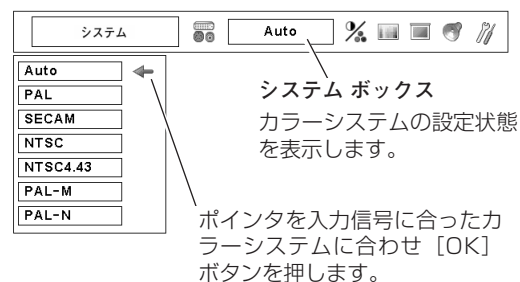 システム
Auto
Auto
PAL
SECAM
NTSC
NTSC4.43
PAL-M
PAL-N
システム ボックス
カラーシステムの設定状態
を表示します。
ポインタを入力信号に合ったカ
ラーシステムに合わせ［OK］
ボタンを押します。